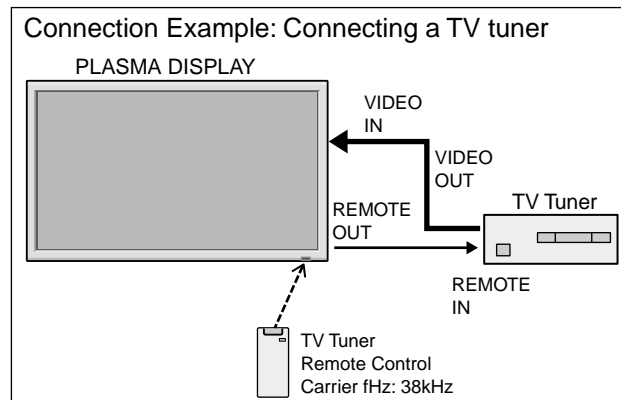 Connection Example: Connecting a TV tuner
PLASMA DISPLAY
VIDEO
IN
VIDEO
OUT
TV Tuner
REMOTE
OUT
REMOTE
IN
TV Tuner
Remote Control
Carrier fHz: 38kHz